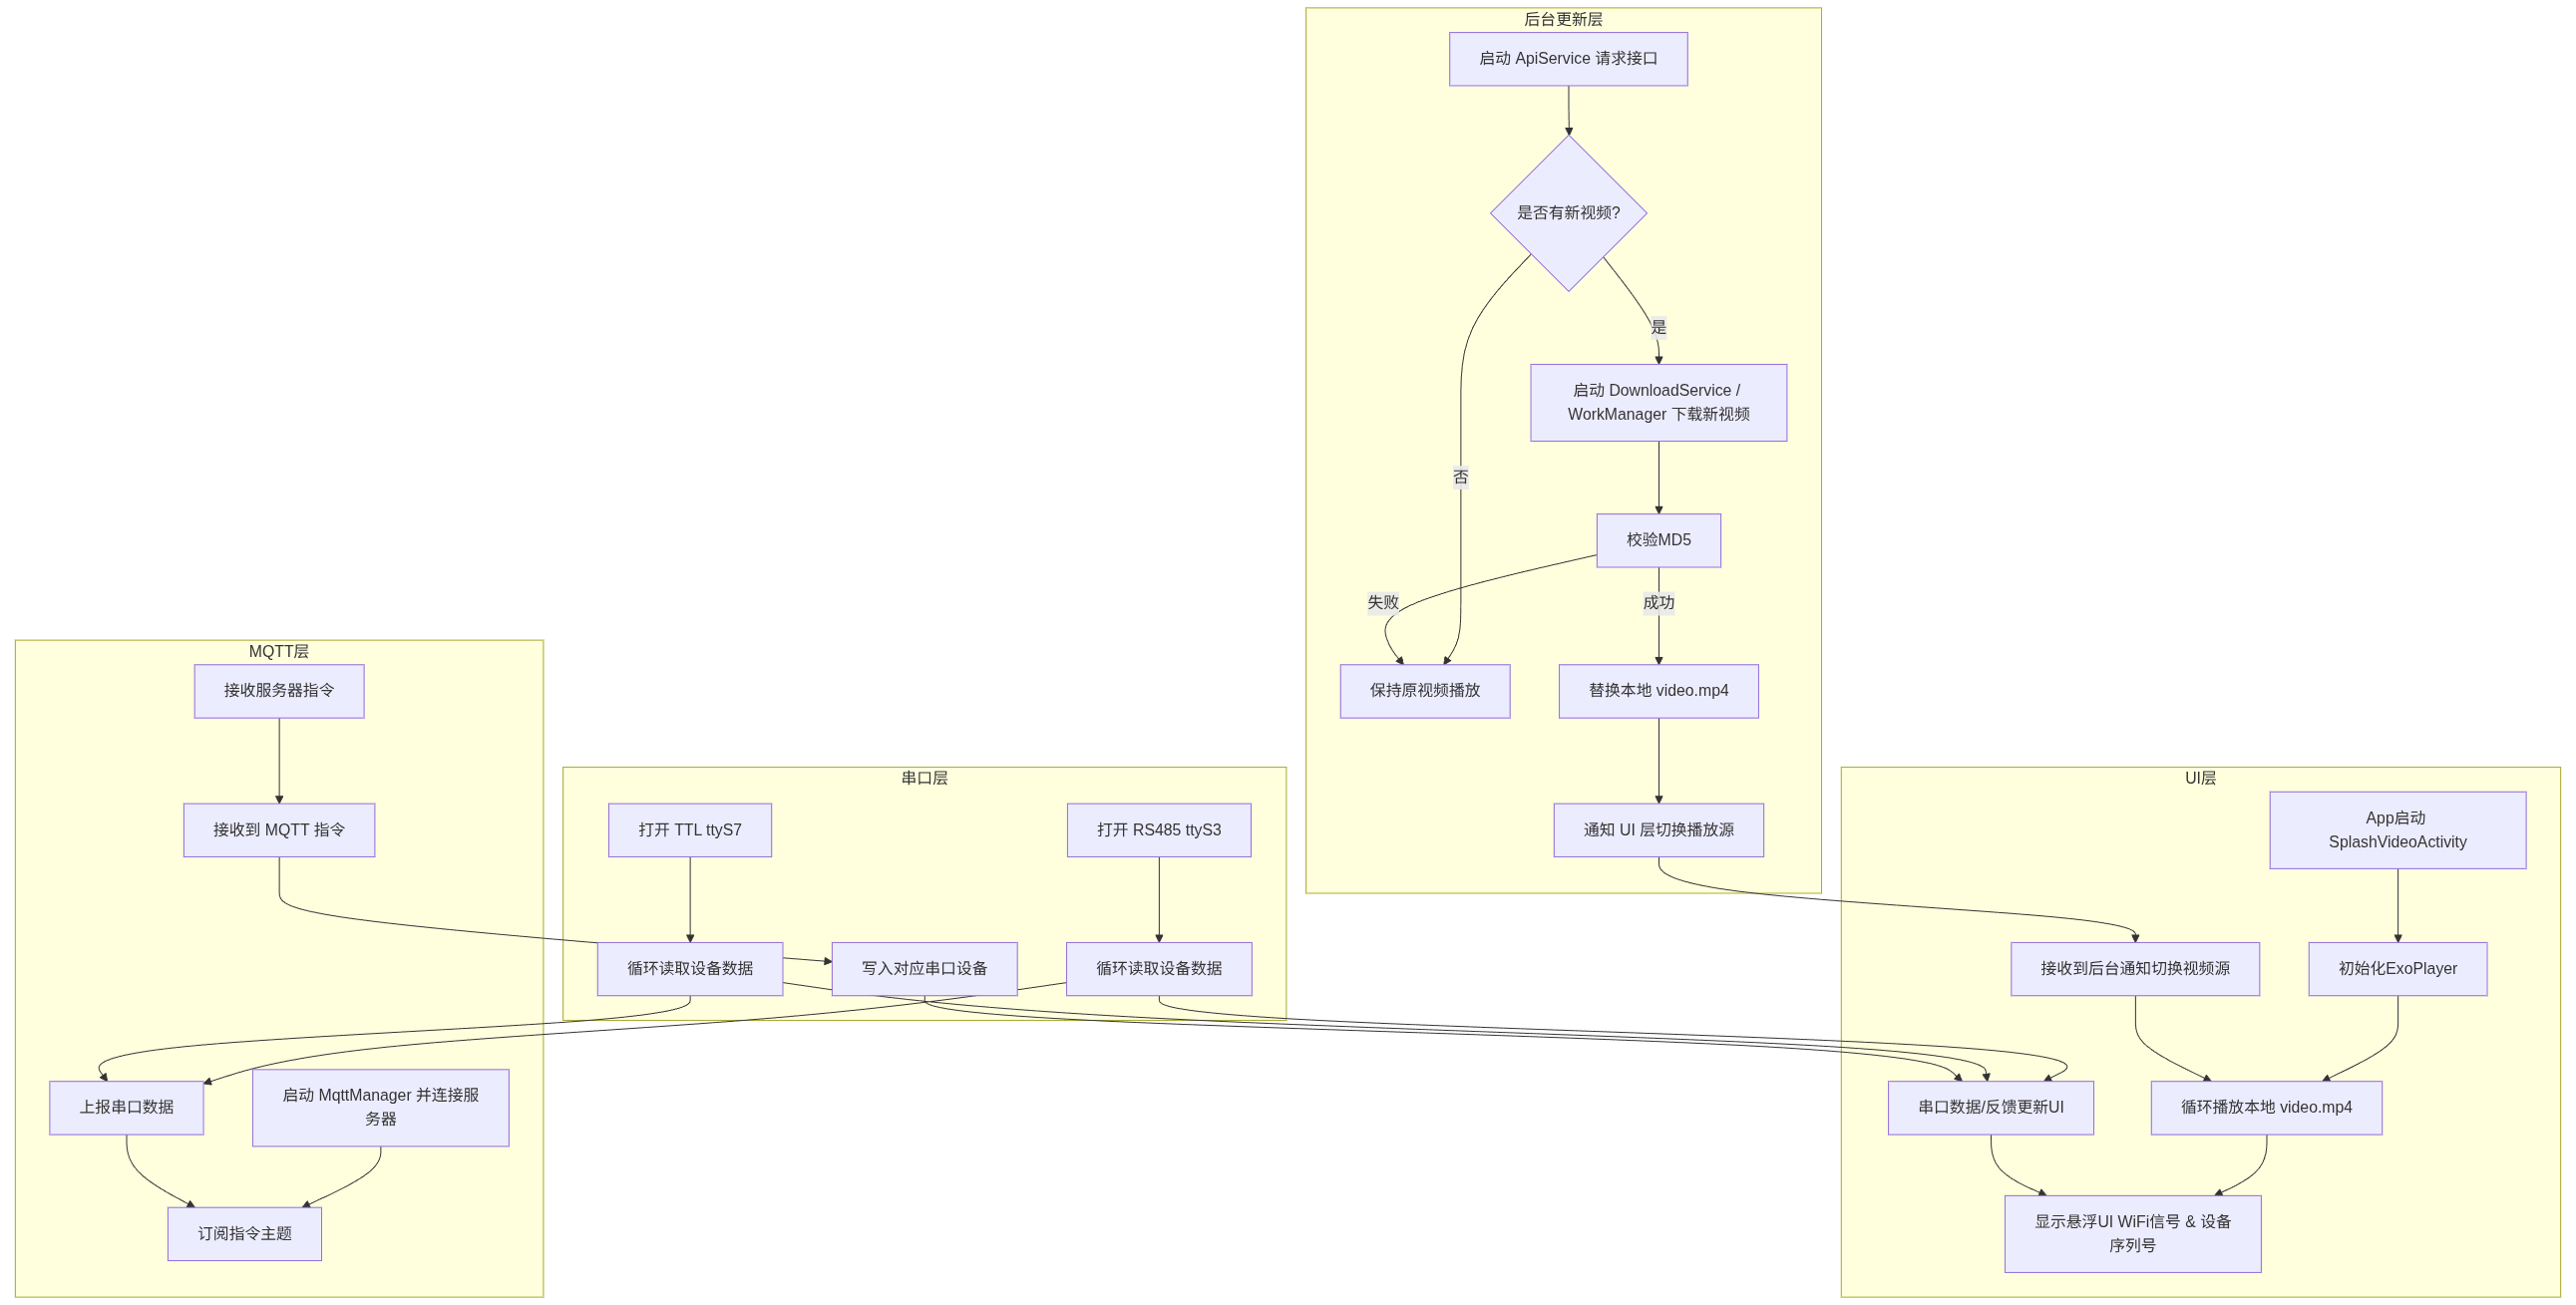 后台更新层
启动 ApiService 请求接口
是否有新视频?
是
启动 DownloadService /
WorkManager 下载新视频
否
校验MD5
失败
成功
保持原视频播放
替换本地 video.mp4
通知 UI 层切换播放源
MQTT层
接收服务器指令
接收到 MQTT 指令
上报串口数据
启动 MqttManager 并连接服
务器
订阅指令主题
串口层
打开 TTL ttyS7
打开 RS485 ttyS3
循环读取设备数据
写入对应串口设备
循环读取设备数据
UI层
App启动
SplashVideoActivity
接收到后台通知切换视频源
初始化ExoPlayer
串口数据/反馈更新UI
循环播放本地 video.mp4
显示悬浮UI WiFi信号 & 设备
序列号